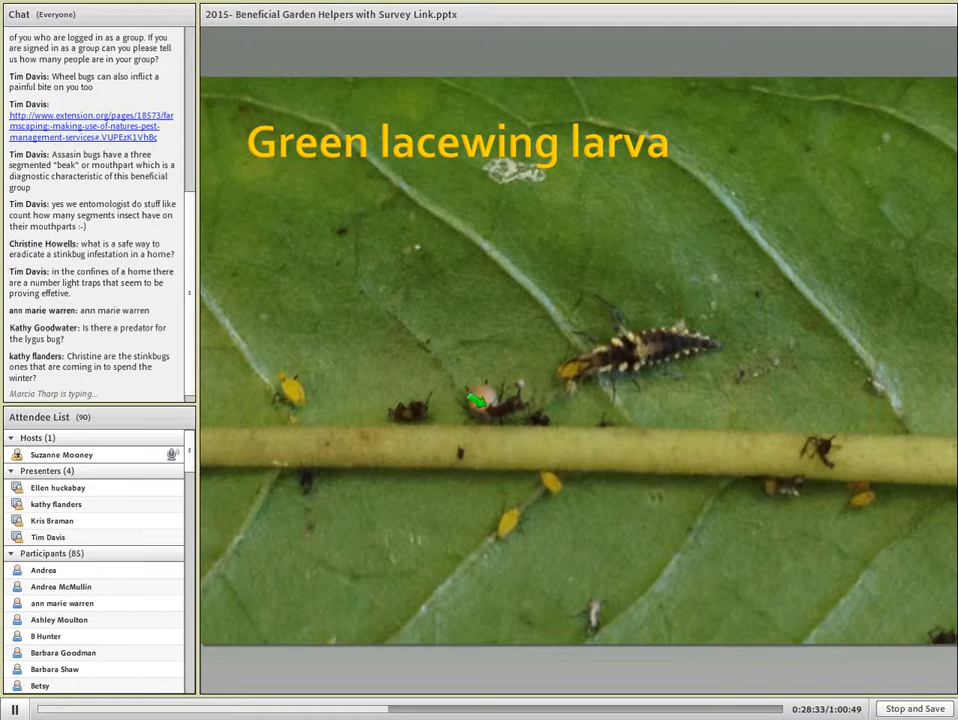 Chat (Everyone)
of you who are logged in as a group. If you
are signed in as a group can you please tell
us how many people are in your group?
Tim Davis: Wheel bugs can also inflict a
painful bite on you too
Tim Davis:
http://www.extension.org/pages/18573/far
mscaping:-making-use-of-natures-pest-
management-services#.VUPEzK1VhBc
Tim Davis: Assasin bugs have a three
segmented "beak" or mouthpart which is a
diagnostic characteristic of this beneficial
group
Tim Davis: yes we entomologist do stuff like
count how many segments insect have on
their mouthparts :-)
Christine Howells: what is a safe way to
eradicate a stinkbug infestation in a home?
Tim Davis: in the confines of a home there
are a number light traps that seem to be
proving effetive.
ann marie warren: ann marie warren
Kathy Goodwater: Is there a predator for
the lygus bug?
kathy flanders: Christine are the stinkbugs
ones that are coming in to spend the
winter?
Marcia Tharp is typing...
Attendee List (90)
Hosts (1)
Suzanne Mooney
Presenters (4)
Ellen huckabay
kathy flanders
Kris Braman
Tim Davis
Participants (85)
Andrea
Andrea McMullin
ann marie warren
Ashley Moulton
B Hunter
Barbara Goodman
Barbara Shaw
Betsy
2015- Beneficial Garden Helpers with Survey Link.pptx
Green lacewing larva
0:28:33/1:00:49
Stop and Save